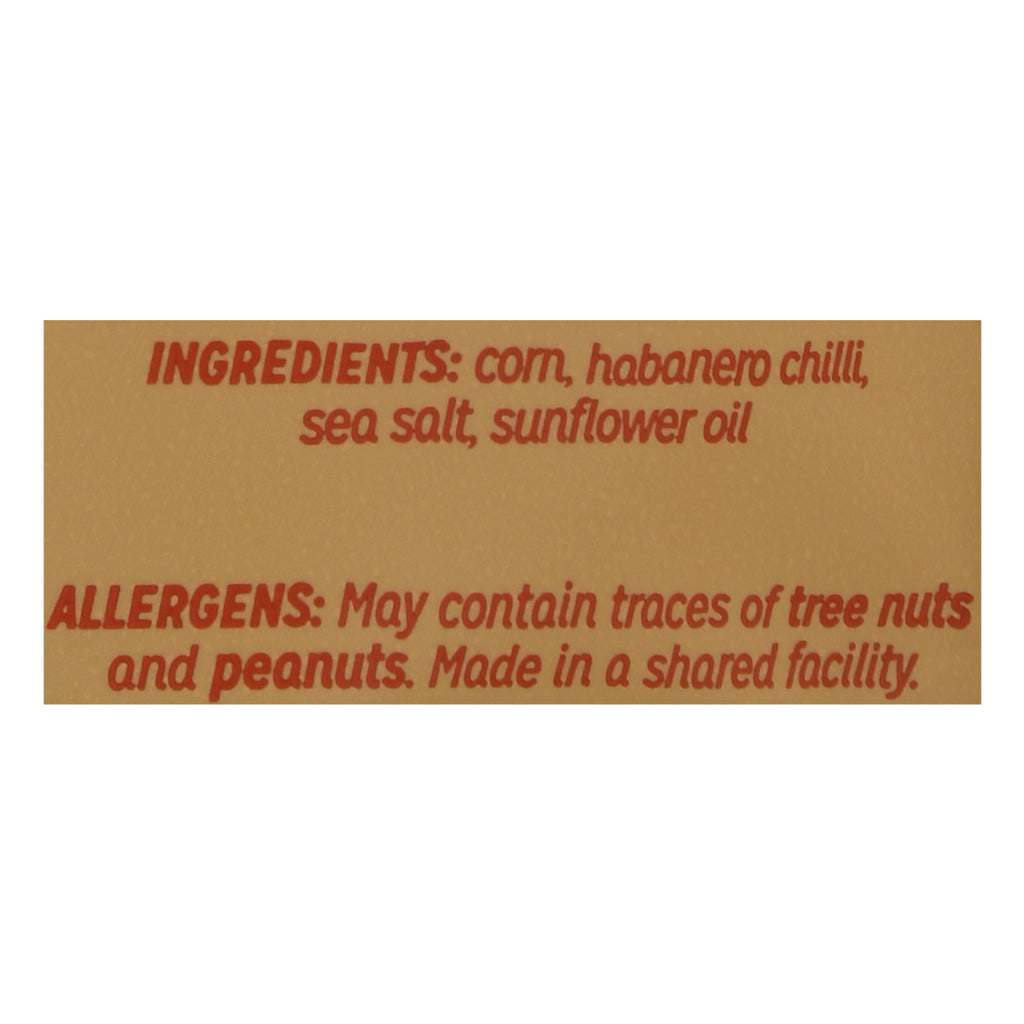 INGREDIENTS: corn, habanero chilli,
sea salt, sunflower oil
ALLERGENS: May contain traces of tree nuts
and peanuts. Made in a shared facility.